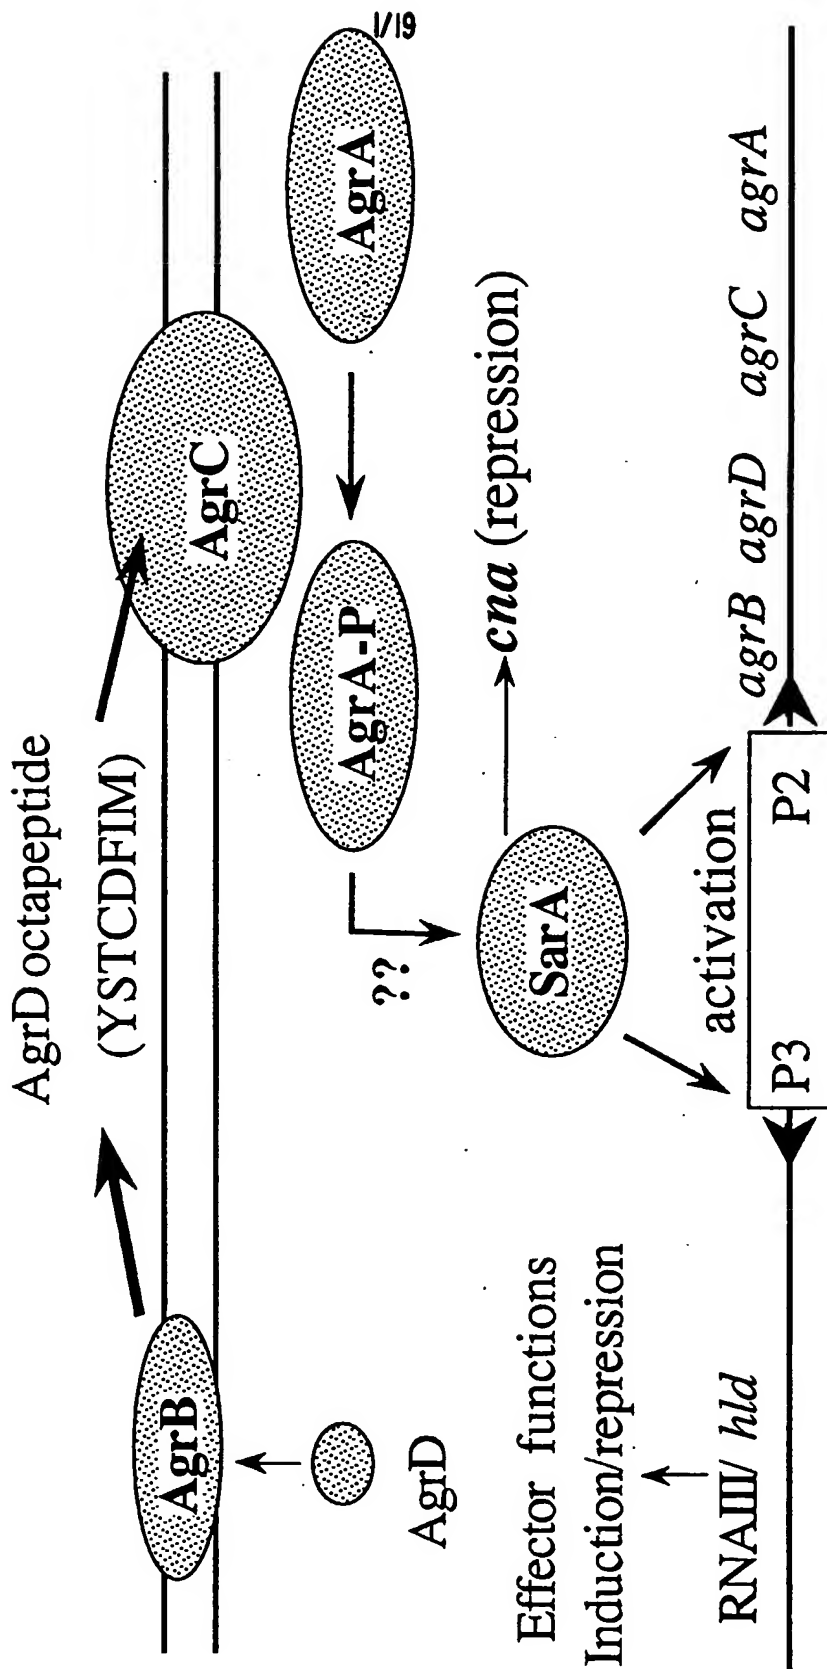 1/19
AgrD octapeptide
(YSTCDFIM)
AgrB
AgrC
AgrD
AgrA-P
AgrA
??
SarA
cna (repression)
Effector functions
Induction/repression
activation
RNAIII/ hld
P3
P2
agrB agrD agrC agrA